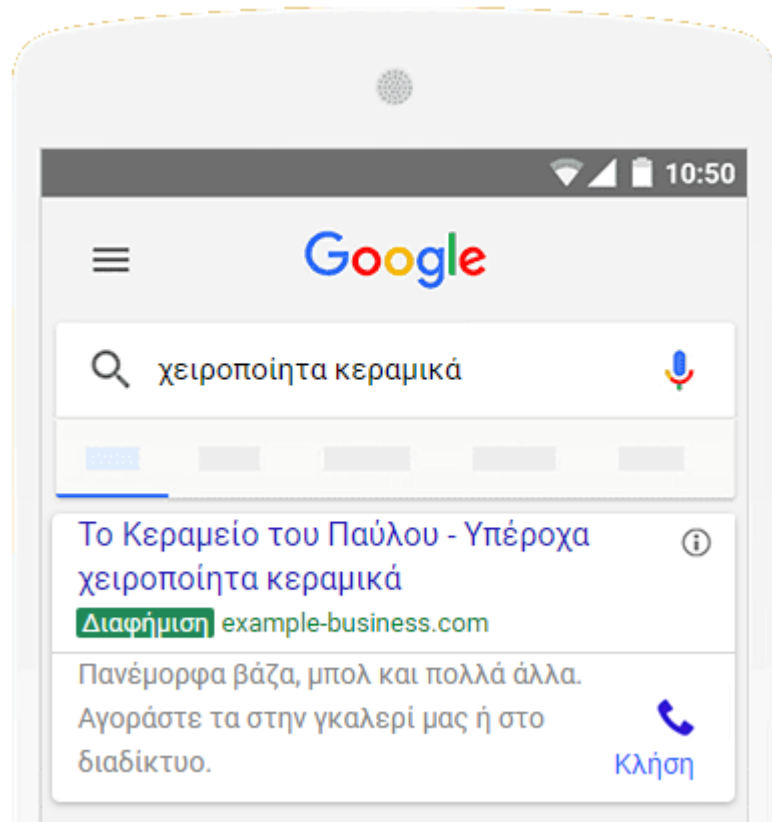 10:50
Google
χειροποίητα κεραμικά
Το Κεραμείο του Παύλου - Υπέροχα
χειροποίητα κεραμικά
Διαφήμιση example-business.com
Πανέμορφα βάζα, μπολ και πολλά άλλα.
Αγοράστε τα στην γκαλερί μας ή στο
διαδίκτυο.
Κλήση